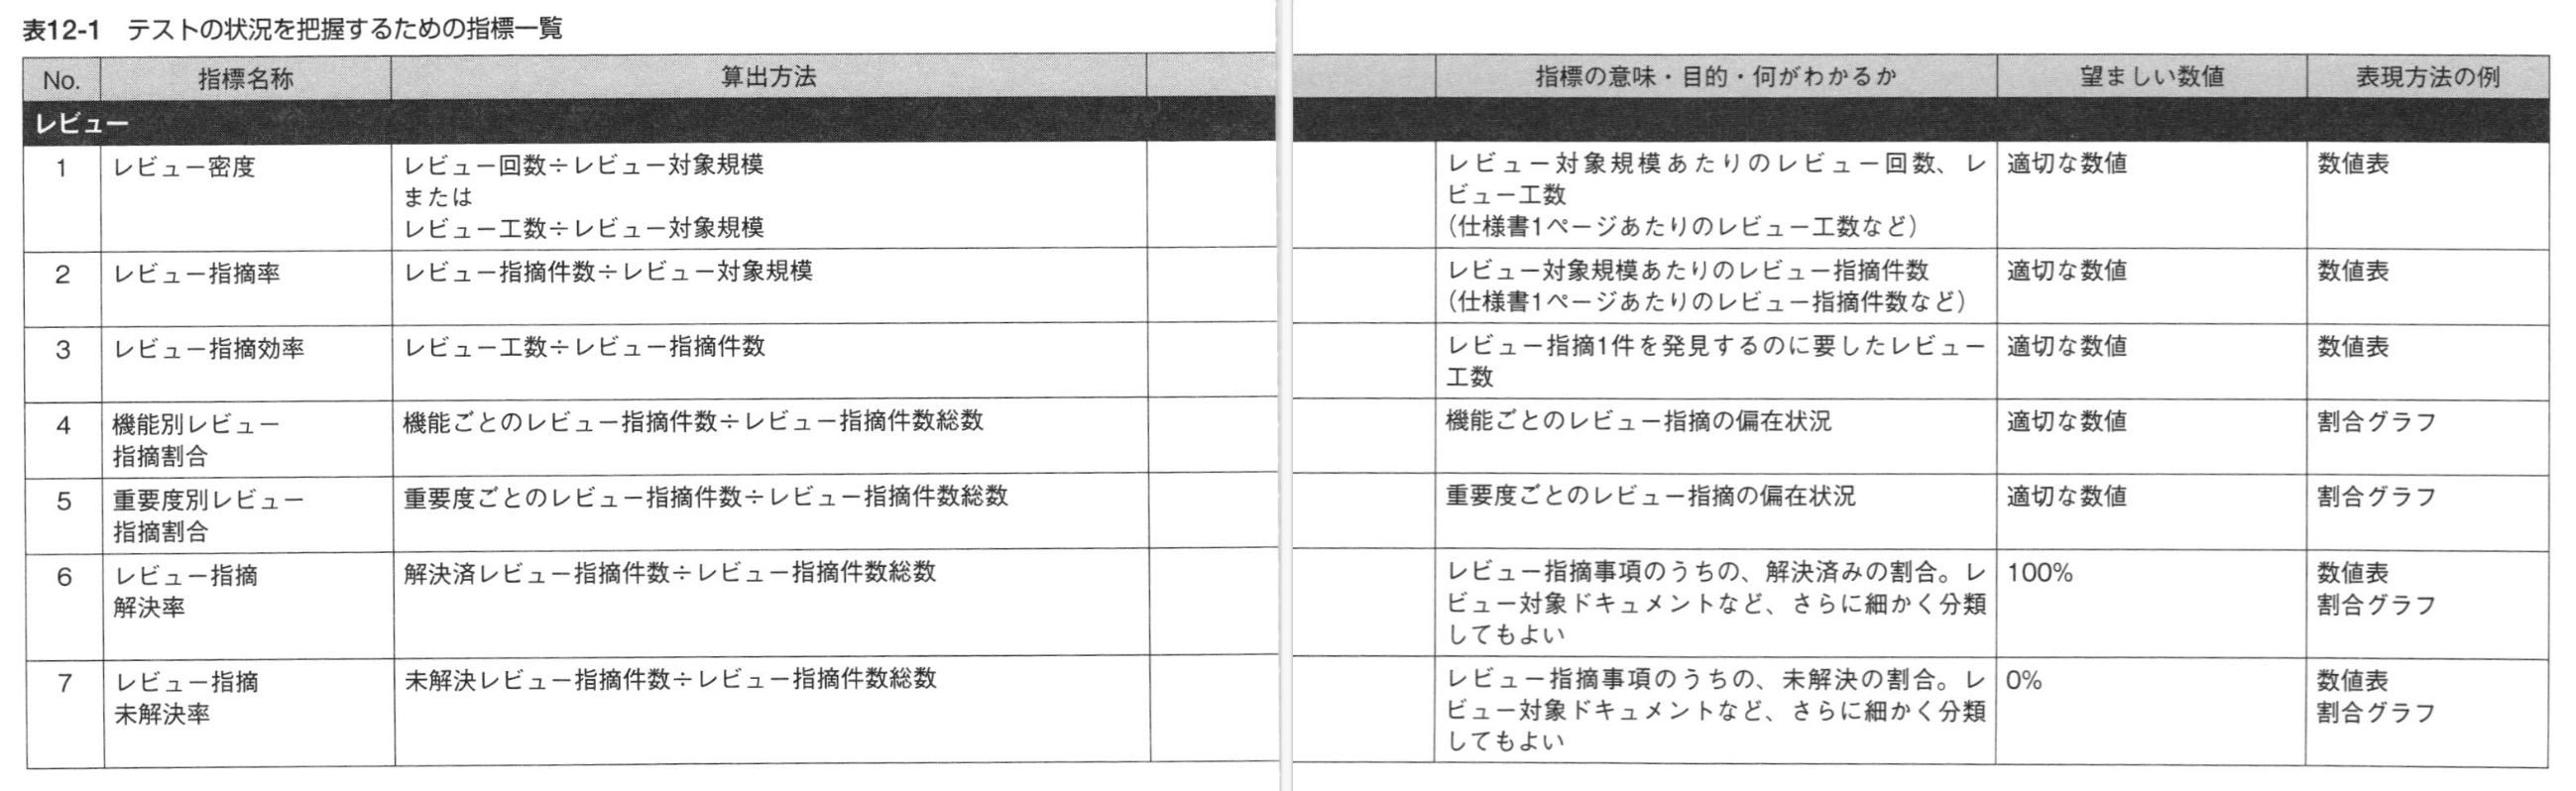 表12-1　テストの状況を把握するための指標一覧
No.　指標名称　算出方法　指標の意味・目的・何がわかるか　望ましい数値　表現方法の例
レビュー
1　レビュー密度　レビュー回数÷レビュー対象規模　レビュー対象規模あたりのレビュー回数、レ　適切な数値　数値表
または　ビュー工数
レビュー工数÷レビュー対象規模　（仕様書1ページあたりのレビュー工数など）
2　レビュー指摘率　レビュー指摘件数÷レビュー対象規模　レビュー対象規模あたりのレビュー指摘件数　適切な数値　数値表
（仕様書1ページあたりのレビュー指摘件数など）
3　レビュー指摘効率　レビュー工数÷レビュー指摘件数　レビュー指摘1件を発見するのに要したレビュー　適切な数値　数値表
工数
4　機能別レビュー　機能ごとのレビュー指摘件数÷レビュー指摘件数総数　機能ごとのレビュー指摘の偏在状況　適切な数値　割合グラフ
指摘割合
5　重要度別レビュー　重要度ごとのレビュー指摘件数÷レビュー指摘件数総数　重要度ごとのレビュー指摘の偏在状況　適切な数値　割合グラフ
指摘割合
6　レビュー指摘　解決済レビュー指摘件数÷レビュー指摘件数総数　レビュー指摘事項のうちの、解決済みの割合。レ　100%　数値表
解決率　ビュー対象ドキュメントなど、さらに細かく分類　割合グラフ
してもよい
7　レビュー指摘　未解決レビュー指摘件数÷レビュー指摘件数総数　レビュー指摘事項のうちの、未解決の割合。レ　0%　数値表
未解決率　ビュー対象ドキュメントなど、さらに細かく分類　割合グラフ
してもよい